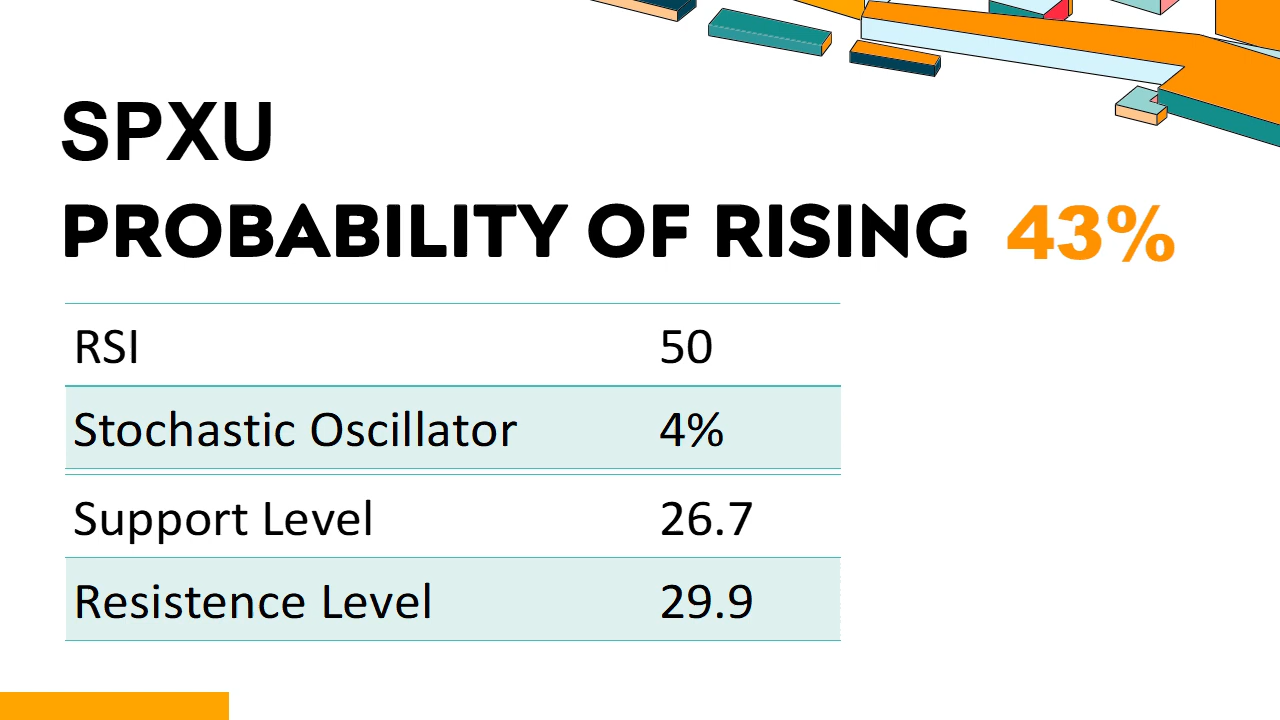 SPXU
PROBABILITY OF RISING 43%
RSI 50
Stochastic Oscillator 4%
Support Level 26.7
Resistence Level 29.9